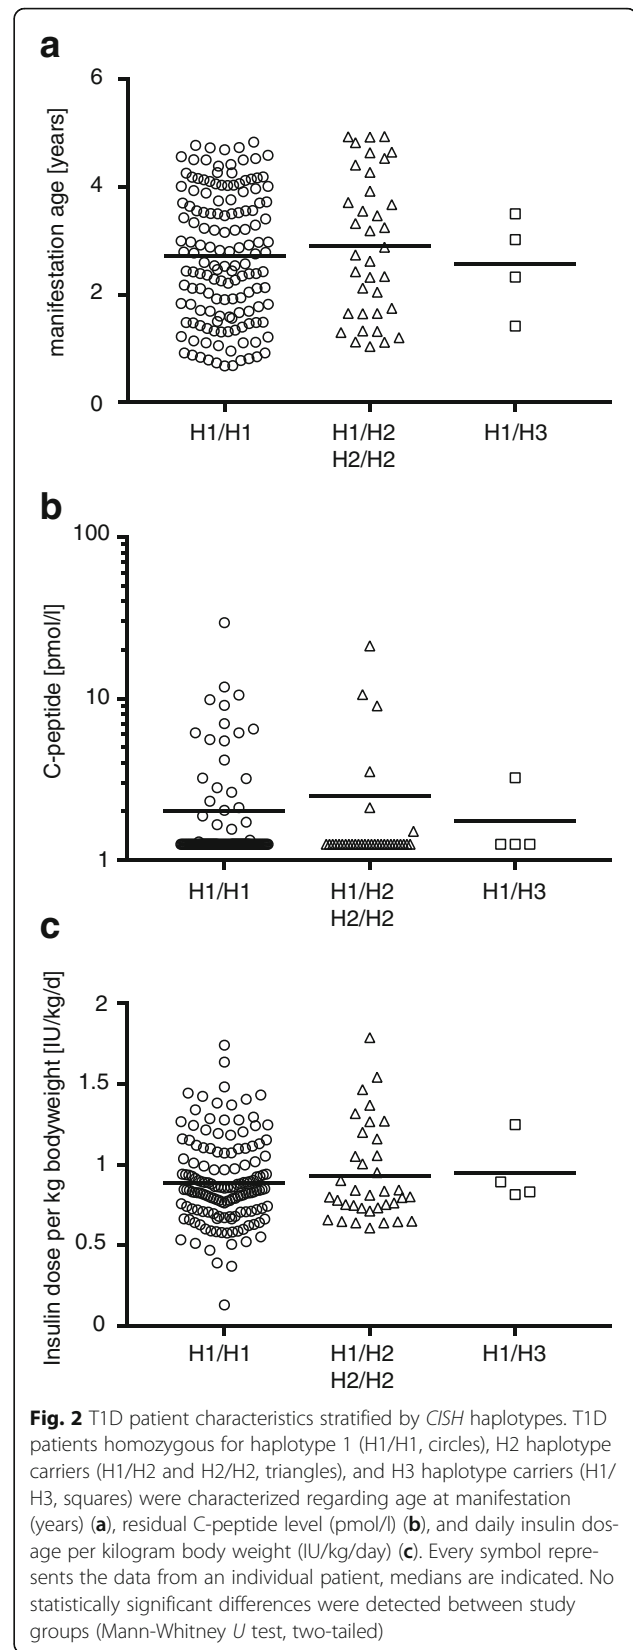 a
manifestation age [years]
6
4
2
0
H1/H1
H1/H2
H2/H2
H1/H3
b
C-peptide [pmol/l]
100
10
1
H1/H1
H1/H2
H2/H2
H1/H3
c
Insulin dose per kg bodyweight [IU/kg/d]
2
1.5
1
0.5
0
H1/H1
H1/H2
H2/H2
H1/H3
Fig. 2 T1D patient characteristics stratified by CISH haplotypes. T1D
patients homozygous for haplotype 1 (H1/H1, circles), H2 haplotype
carriers (H1/H2 and H2/H2, triangles), and H3 haplotype carriers (H1/
H3, squares) were characterized regarding age at manifestation
(years) (a), residual C-peptide level (pmol/l) (b), and daily insulin dos-
age per kilogram body weight (IU/kg/day) (c). Every symbol repre-
sents the data from an individual patient, medians are indicated. No
statistically significant differences were detected between study
groups (Mann-Whitney U test, two-tailed)